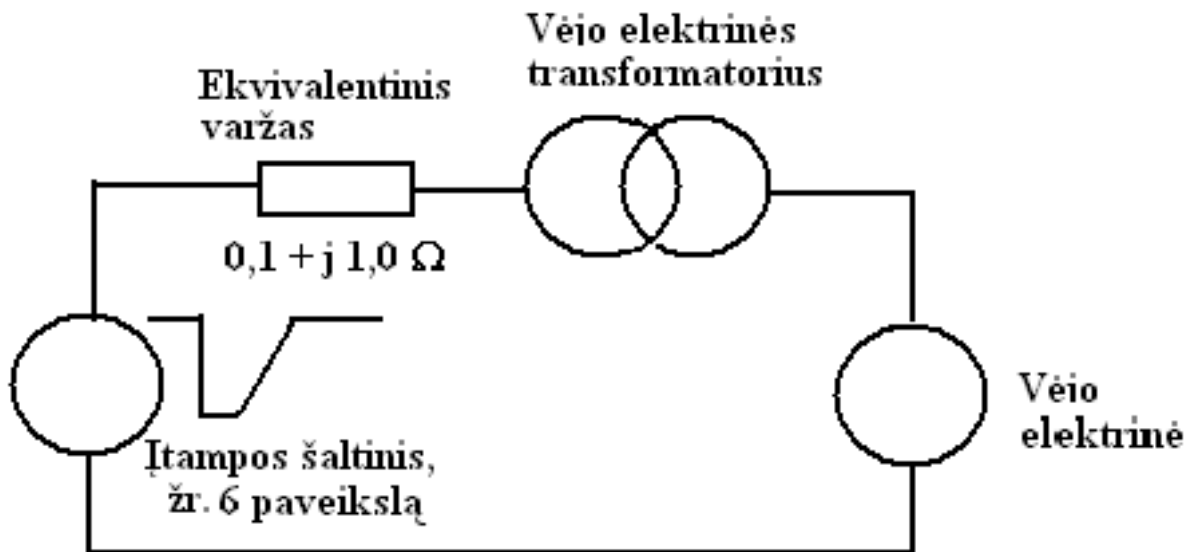 Vėjo elektrinės
transformatorius
Ekvivalentinis
varžas
0,1 + j 1,0 Ω
Įtampos šaltinis,
žr. 6 paveikslą
Vėjo
elektrinė